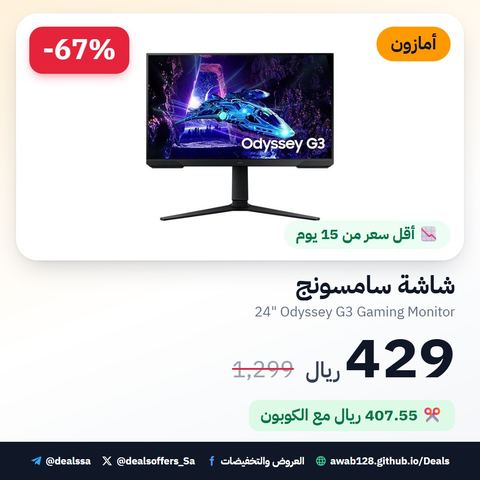 -67%
أمازون
Odyssey G3
أقل سعر من 15 يوم
شاشة سامسونج
24" Odyssey G3 Gaming Monitor
429 ريال 1,299
407.55 ريال مع الكوبون
@dealssa @dealsoffers_Sa العروض والتخفيضات awab128.github.io/Deals